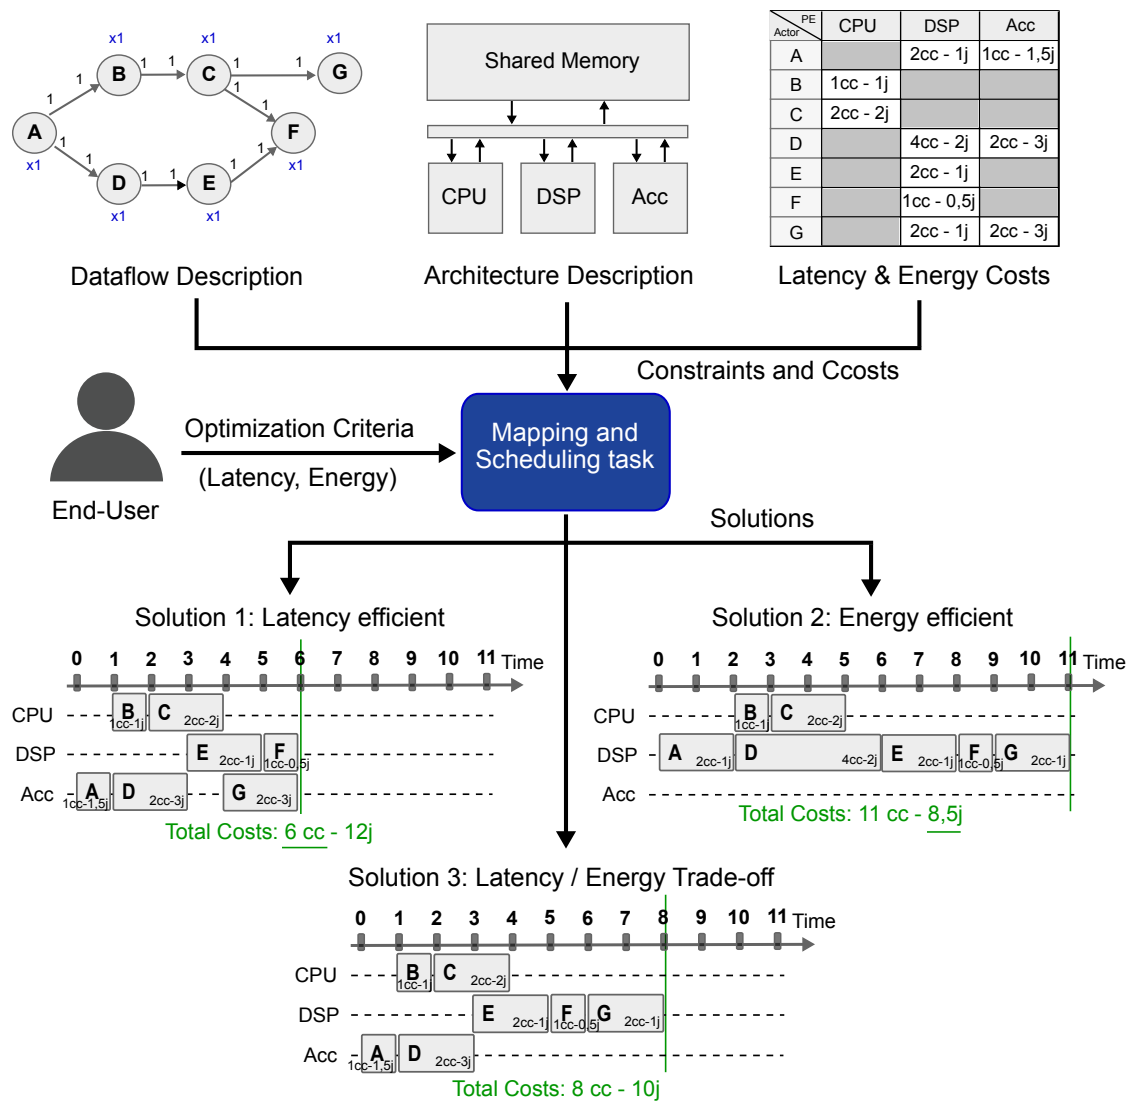 x1 x1
B 1 1 C 1 1 G
1 1 1
A F
x1 1 1 x1
1 1 1 1
D E
x1 x1
Shared Memory
CPU DSP Acc
PE
Actor CPU DSP Acc
A 2cc - 1j 1cc - 1,5j
B 1cc - 1j
C 2cc - 2j
D 4cc - 2j 2cc - 3j
E 2cc - 1j
F 1cc - 0,5j
G 2cc - 1j 2cc - 3j
Dataflow Description
Architecture Description
Latency & Energy Costs
Constraints and Ccosts
Optimization Criteria
(Latency, Energy)
End-User
Mapping and
Scheduling task
Solutions
Solution 1: Latency efficient
0 1 2 3 4 5 6 7 8 9 10 11 Time
CPU B 1cc-1j C 2cc-2j
DSP E 2cc-1j F 1cc-0,5j
Acc A 1cc-1,5j D 2cc-3j G 2cc-3j
Total Costs: 6 cc - 12j
Solution 2: Energy efficient
0 1 2 3 4 5 6 7 8 9 10 11 Time
CPU B 1cc-1j C 2cc-2j
DSP A 2cc-1j D 4cc-2j E 2cc-1j F 1cc-0,5j G 2cc-1j
Acc
Total Costs: 11 cc - 8,5j
Solution 3: Latency / Energy Trade-off
0 1 2 3 4 5 6 7 8 9 10 11 Time
CPU B 1cc-1j C 2cc-2j
DSP E 2cc-1j F 1cc-0,5j G 2cc-1j
Acc A 1cc-1,5j D 2cc-3j
Total Costs: 8 cc - 10j